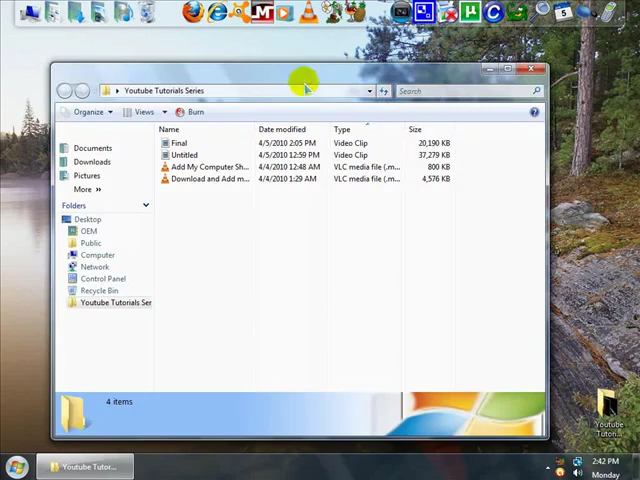 5
Youtube Tutorials Series
Search
Organize Views Burn
Name Date modified Type Size
Final 4/5/2010 2:05 PM Video Clip 20,190 KB
Untitled 4/5/2010 12:59 PM Video Clip 37,279 KB
Add My Computer Sh... 4/4/2010 12:48 AM VLC media file (.m... 800 KB
Download and Add m... 4/4/2010 1:29 AM VLC media file (.m... 4,576 KB
Documents
Downloads
Pictures
More »
Folders
Desktop
OEM
Public
Computer
Network
Control Panel
Recycle Bin
Youtube Tutorials Ser
4 items
Youtube
Tutori...
Youtube Tutor...
2:42 PM
Monday